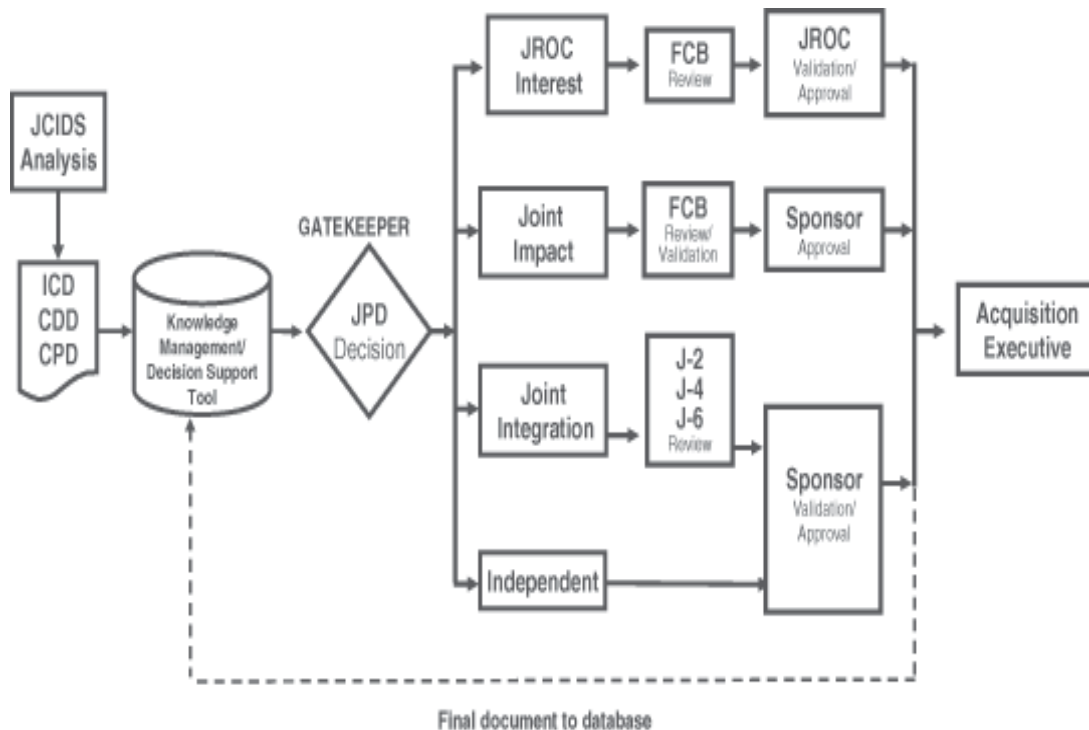 JCIDS
Analysis
ICD
CDD
CPD
Knowledge
Management/
Decision Support
Tool
GATEKEEPER
JPD
Decision
JROC
Interest
FCB
Review
JROC
Validation/
Approval
Joint
Impact
FCB
Review/
Validation
Sponsor
Approval
Joint
Integration
J-2
J-4
J-6
Review
Sponsor
Validation/
Approval
Independent
Acquisition
Executive
Final document to database